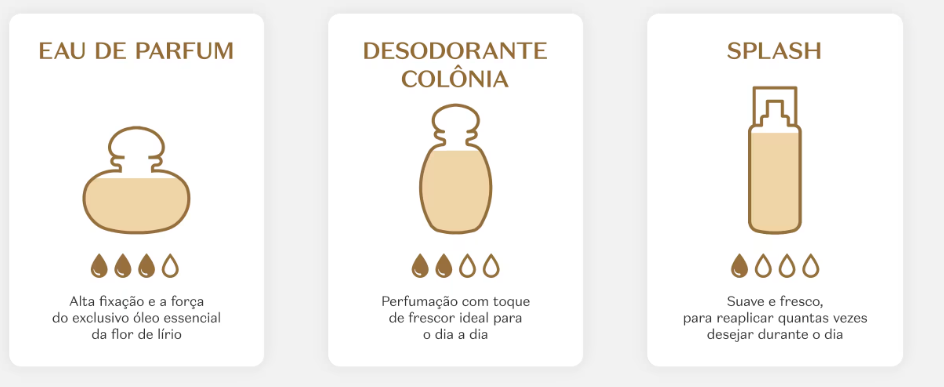 EAU DE PARFUM
Alta fixação e a força
do exclusivo óleo essencial
da flor de lírio
DESODORANTE
COLÔNIA
Perfumação com toque
de frescor ideal para
o dia a dia
SPLASH
Suave e fresco,
para reaplicar quantas vezes
desejar durante o dia